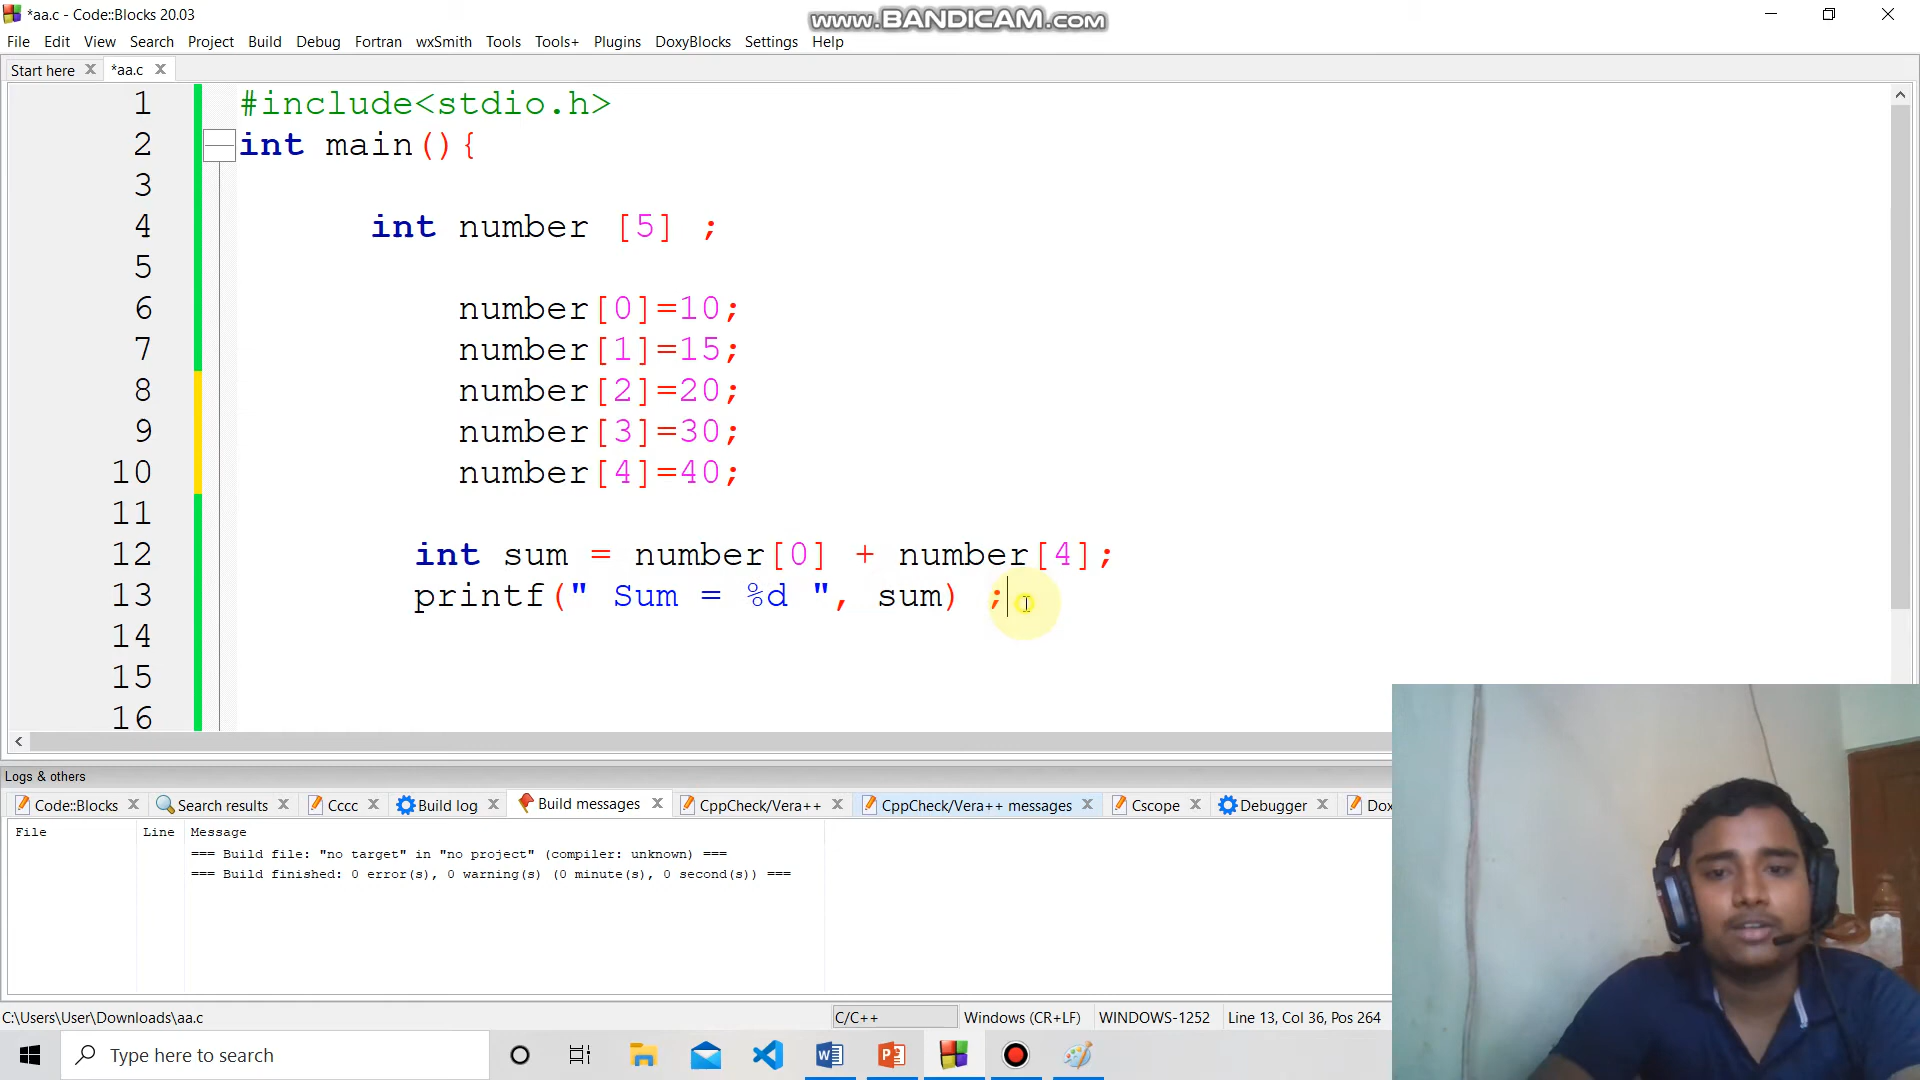 *aa.c - Code::Blocks 20.03
www.BANDICAM.com
File Edit View Search Project Build Debug Fortran wxSmith Tools Tools+ Plugins DoxyBlocks Settings Help
Start here *aa.c
1 #include<stdio.h>
2 int main(){
3
4 int number [5] ;
5
6 number[0]=10;
7 number[1]=15;
8 number[2]=20;
9 number[3]=30;
10 number[4]=40;
11
12 int sum = number[0] + number[4];
13 printf(" Sum = %d ", sum) ;
14
15
16
Logs & others
Code::Blocks Search results Cccc Build log Build messages CppCheck/Vera++ CppCheck/Vera++ messages Cscope Debugger Dox
File Line Message
=== Build file: "no target" in "no project" (compiler: unknown) ===
=== Build finished: 0 error(s), 0 warning(s) (0 minute(s), 0 second(s)) ===
C:\Users\User\Downloads\aa.c C/C++ Windows (CR+LF) WINDOWS-1252 Line 13, Col 36, Pos 264
Type here to search